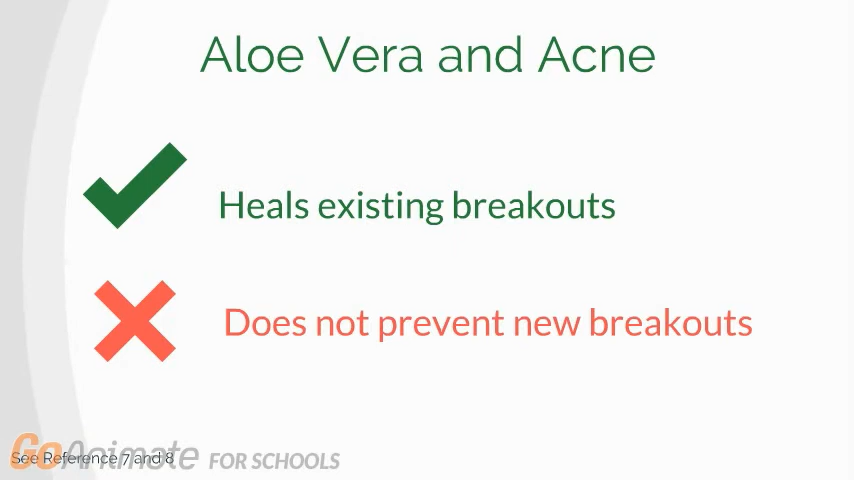 Aloe Vera and Acne
Heals existing breakouts
Does not prevent new breakouts
See Reference 7 and 8
GoAnimate FOR SCHOOLS